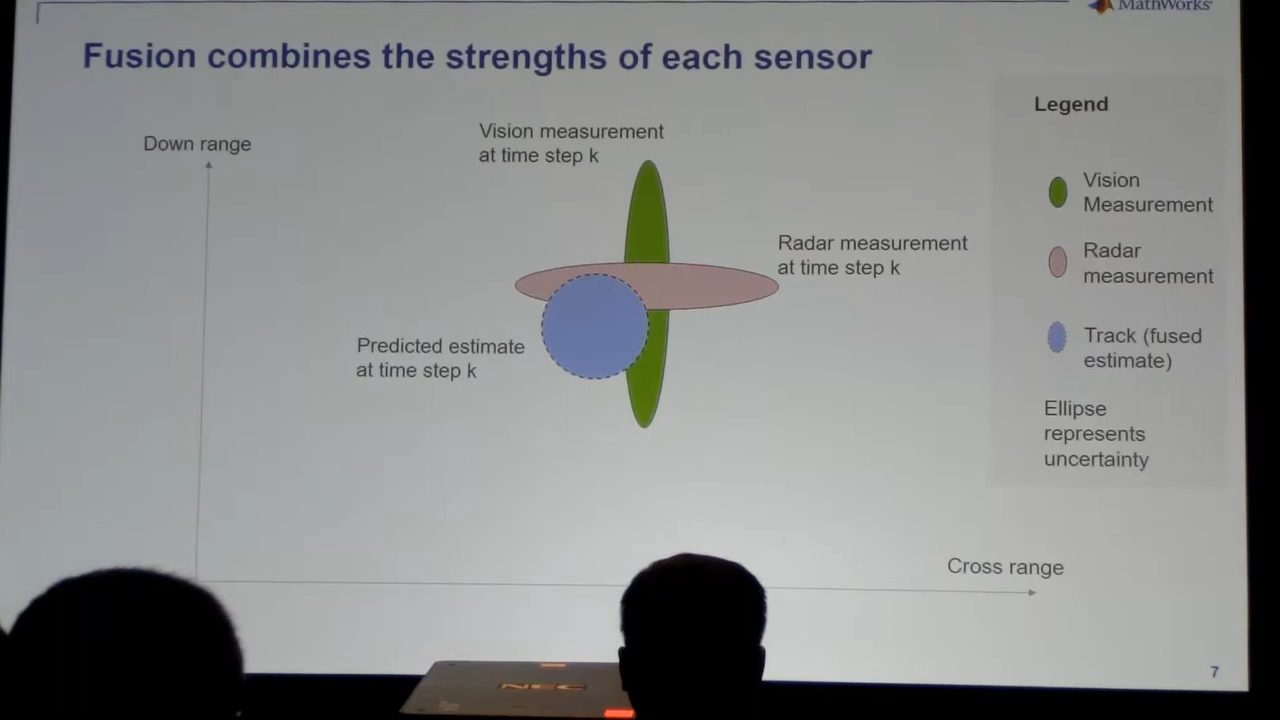 MathWorks
Fusion combines the strengths of each sensor
Down range
Vision measurement
at time step k
Radar measurement
at time step k
Predicted estimate
at time step k
Cross range
Legend
Vision
Measurement
Radar
measurement
Track (fused
estimate)
Ellipse
represents
uncertainty
7
NEC